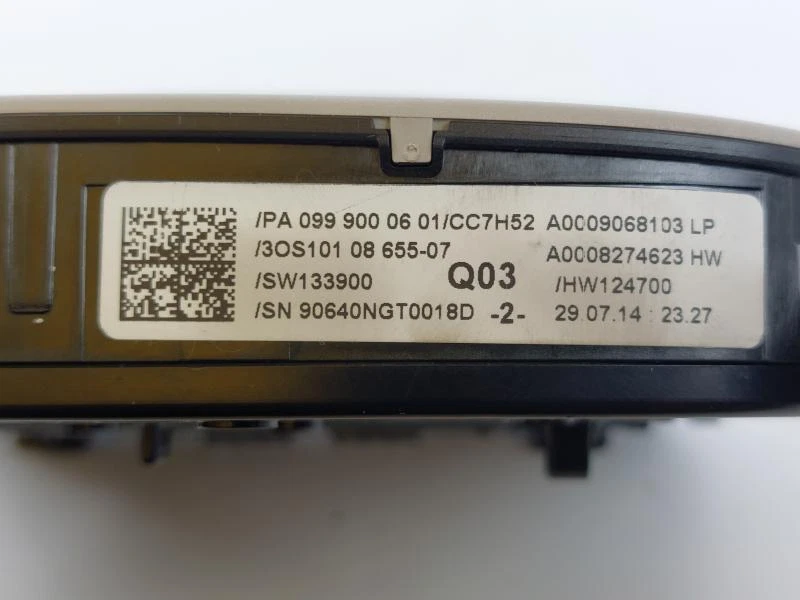 /PA 099 900 06 01/CC7H52 A0009068103 LP
/3OS101 08 655-07 A0008274623 HW
/SW133900 Q03 /HW124700
/SN 90640NGT0018D -2- 29.07.14 : 23.27